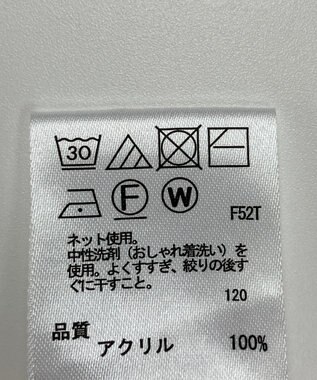 30
F W
F52T
ネット使用。
中性洗剤（おしゃれ着洗い）を
使用。よくすすぎ、絞りの後す
ぐに干すこと。
120
品質
アクリル 100%